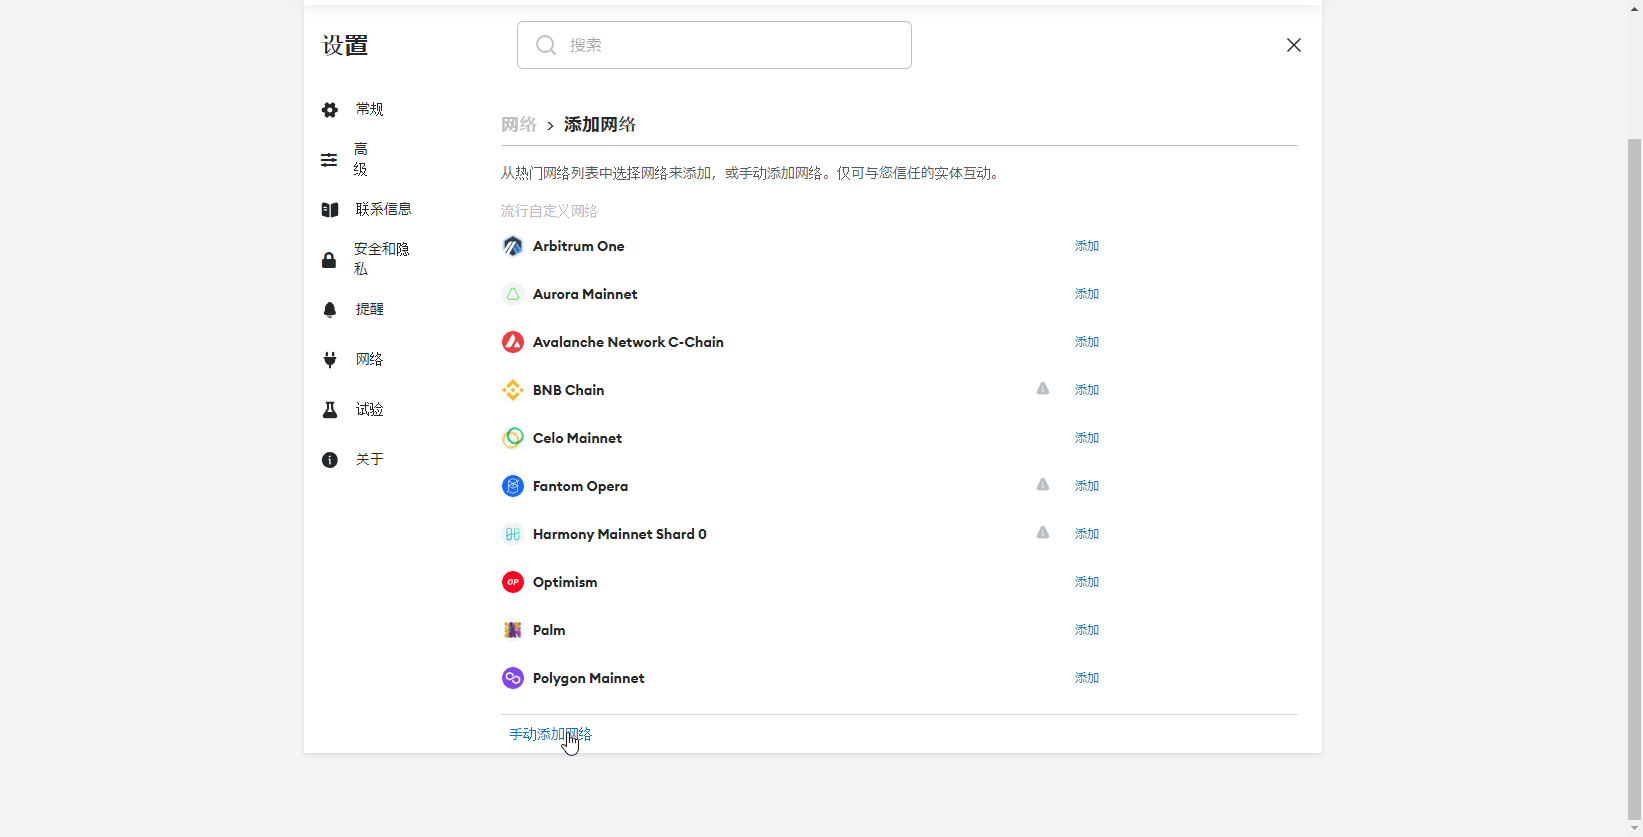 设置
搜索
常规
高
级
联系信息
安全和隐
私
提醒
网络
试验
关于
网络 > 添加网络
从热门网络列表中选择网络来添加，或手动添加网络。仅可与您信任的实体互动。
流行自定义网络
Arbitrum One 添加
Aurora Mainnet 添加
Avalanche Network C-Chain 添加
BNB Chain 添加
Celo Mainnet 添加
Fantom Opera 添加
Harmony Mainnet Shard 0 添加
OP Optimism 添加
Palm 添加
Polygon Mainnet 添加
手动添加网络